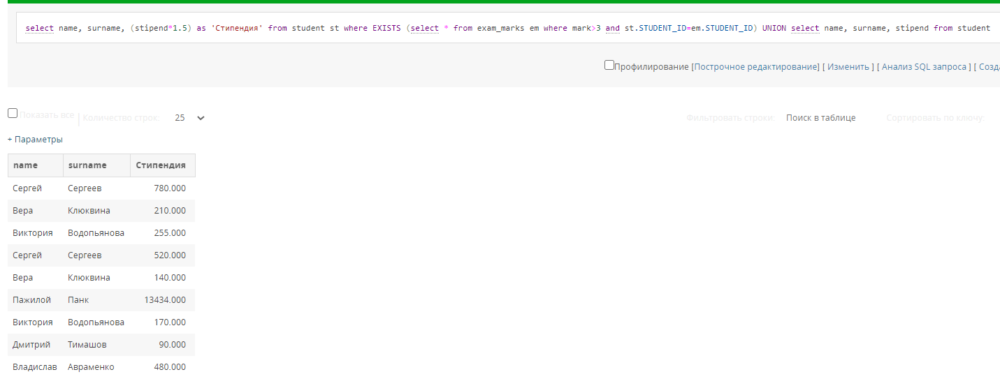 select name, surname, (stipend*1.5) as 'Стипендия' from student st where EXISTS (select * from exam_marks em where mark>3 and st.STUDENT_ID=em.STUDENT_ID) UNION select name, surname, stipend from student
Профилирование [Построчное редактирование] [ Изменить ] [ Анализ SQL запроса ] [ Созда
Показать все | Количество строк: 25 Фильтровать строки: Поиск в таблице Сортировать по ключу:
+ Параметры
name surname Стипендия
Сергей Сергеев 780.000
Вера Клюквина 210.000
Виктория Водопьянова 255.000
Сергей Сергеев 520.000
Вера Клюквина 140.000
Пажилой Панк 13434.000
Виктория Водопьянова 170.000
Дмитрий Тимашов 90.000
Владислав Авраменко 480.000